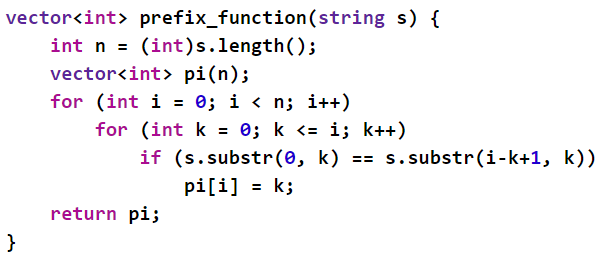 vector<int> prefix_function(string s) {
    int n = (int)s.length();
    vector<int> pi(n);
    for (int i = 0; i < n; i++)
        for (int k = 0; k <= i; k++)
            if (s.substr(0, k) == s.substr(i-k+1, k))
                pi[i] = k;
    return pi;
}